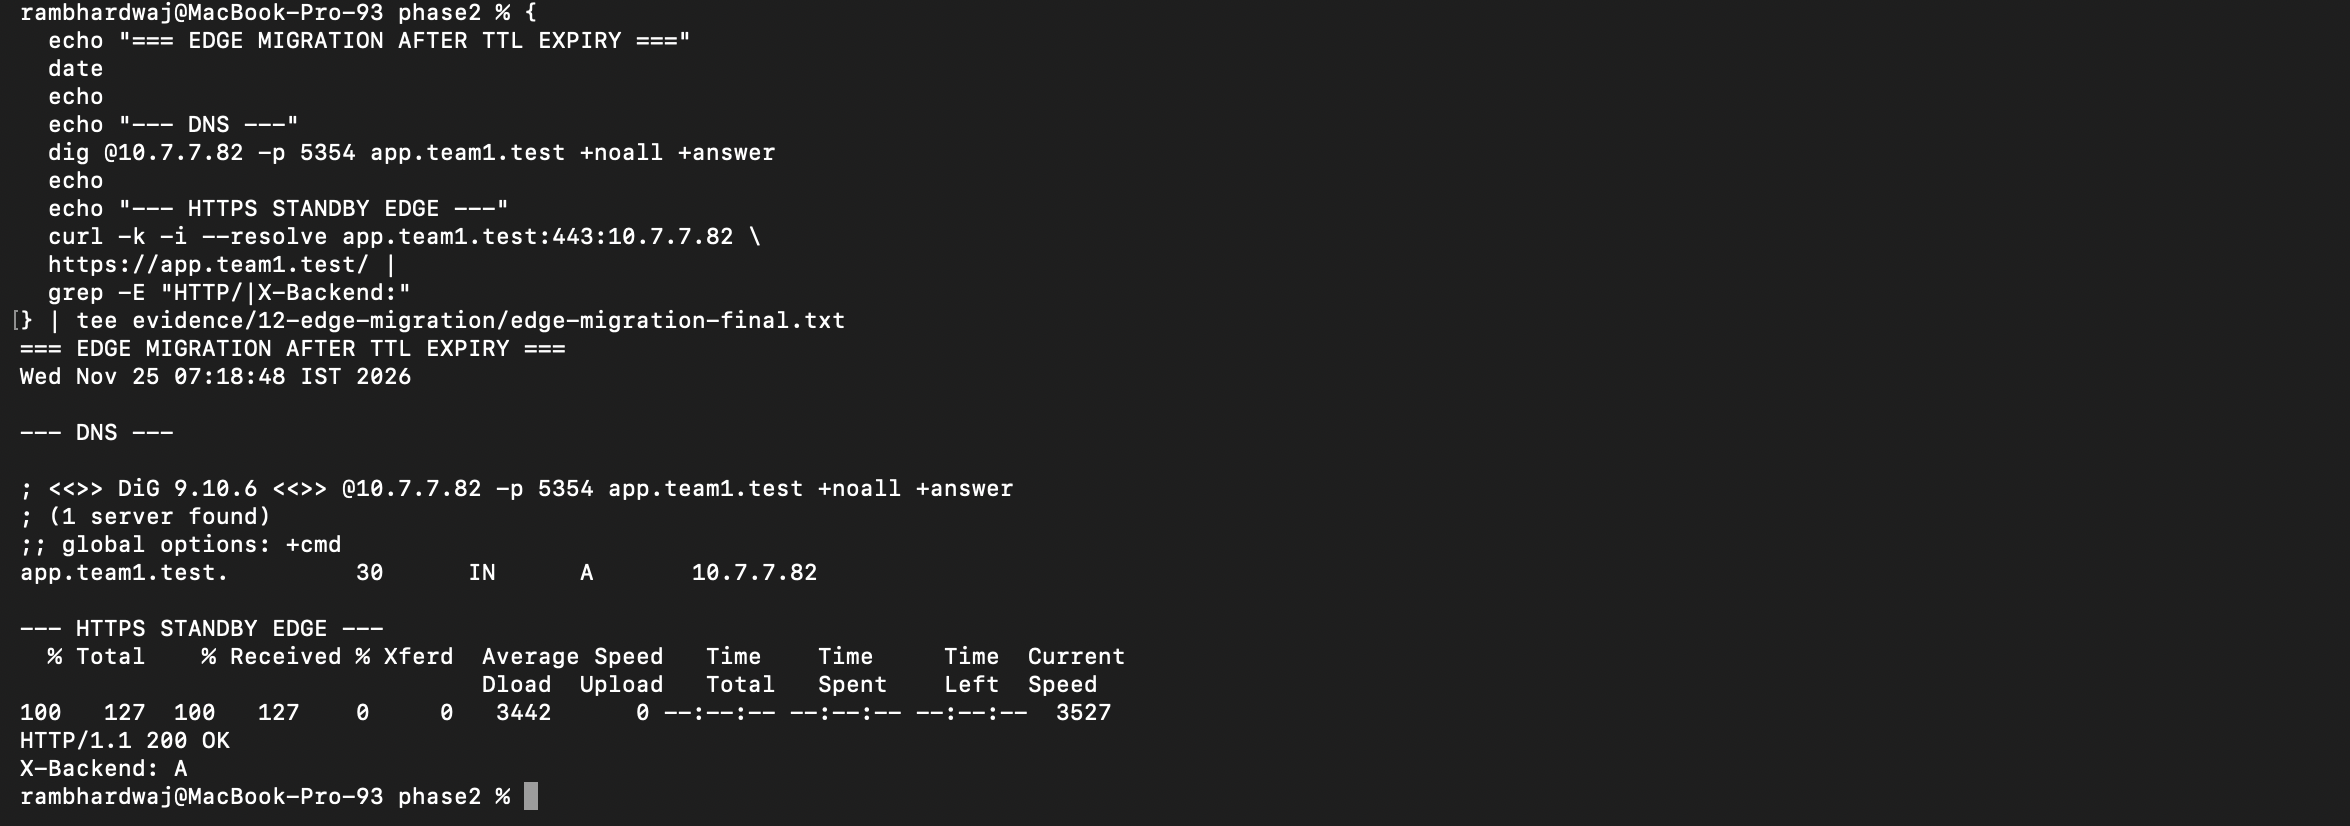 rambhardwaj@MacBook-Pro-93 phase2 % {
  echo "=== EDGE MIGRATION AFTER TTL EXPIRY ==="
  date
  echo
  echo "--- DNS ---"
  dig @10.7.7.82 -p 5354 app.team1.test +noall +answer
  echo
  echo "--- HTTPS STANDBY EDGE ---"
  curl -k -i --resolve app.team1.test:443:10.7.7.82 \
  https://app.team1.test/ |
  grep -E "HTTP/|X-Backend:"
[} | tee evidence/12-edge-migration/edge-migration-final.txt
=== EDGE MIGRATION AFTER TTL EXPIRY ===
Wed Nov 25 07:18:48 IST 2026

--- DNS ---

; <<>> DiG 9.10.6 <<>> @10.7.7.82 -p 5354 app.team1.test +noall +answer
; (1 server found)
;; global options: +cmd
app.team1.test.         30      IN      A       10.7.7.82

--- HTTPS STANDBY EDGE ---
  % Total    % Received % Xferd  Average Speed   Time    Time     Time  Current
                                 Dload  Upload   Total   Spent    Left  Speed
100   127  100   127    0     0   3442      0 --:--:-- --:--:-- --:--:--  3527
HTTP/1.1 200 OK
X-Backend: A
rambhardwaj@MacBook-Pro-93 phase2 %